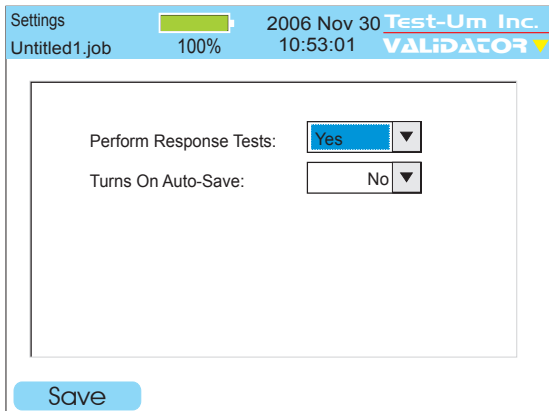 Settings 2006 Nov 30 Test-Um Inc.
Untitled1.job 100% 10:53:01 VALiDATOR
Perform Response Tests: Yes
Turns On Auto-Save: No
Save